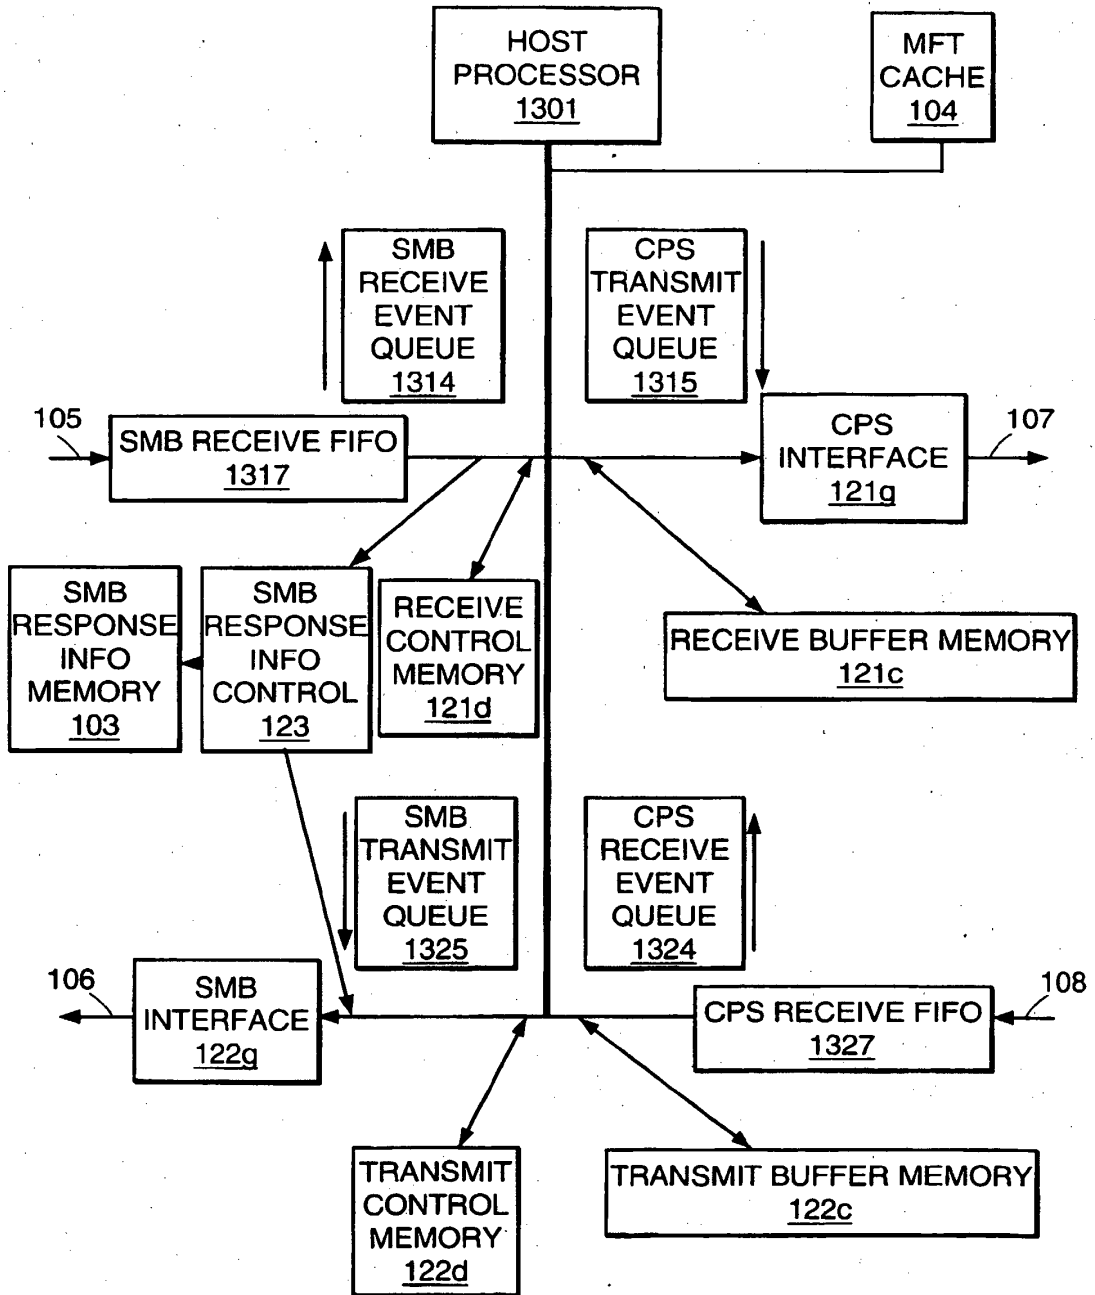 HOST
PROCESSOR
1301
MFT
CACHE
104
SMB
RECEIVE
EVENT
QUEUE
1314
CPS
TRANSMIT
EVENT
QUEUE
1315
105
SMB RECEIVE FIFO
1317
CPS
INTERFACE
121g
107
SMB
RESPONSE
INFO
MEMORY
103
SMB
RESPONSE
INFO
CONTROL
123
RECEIVE
CONTROL
MEMORY
121d
RECEIVE BUFFER MEMORY
121c
SMB
TRANSMIT
EVENT
QUEUE
1325
CPS
RECEIVE
EVENT
QUEUE
1324
106
SMB
INTERFACE
122g
CPS RECEIVE FIFO
1327
108
TRANSMIT
CONTROL
MEMORY
122d
TRANSMIT BUFFER MEMORY
122c